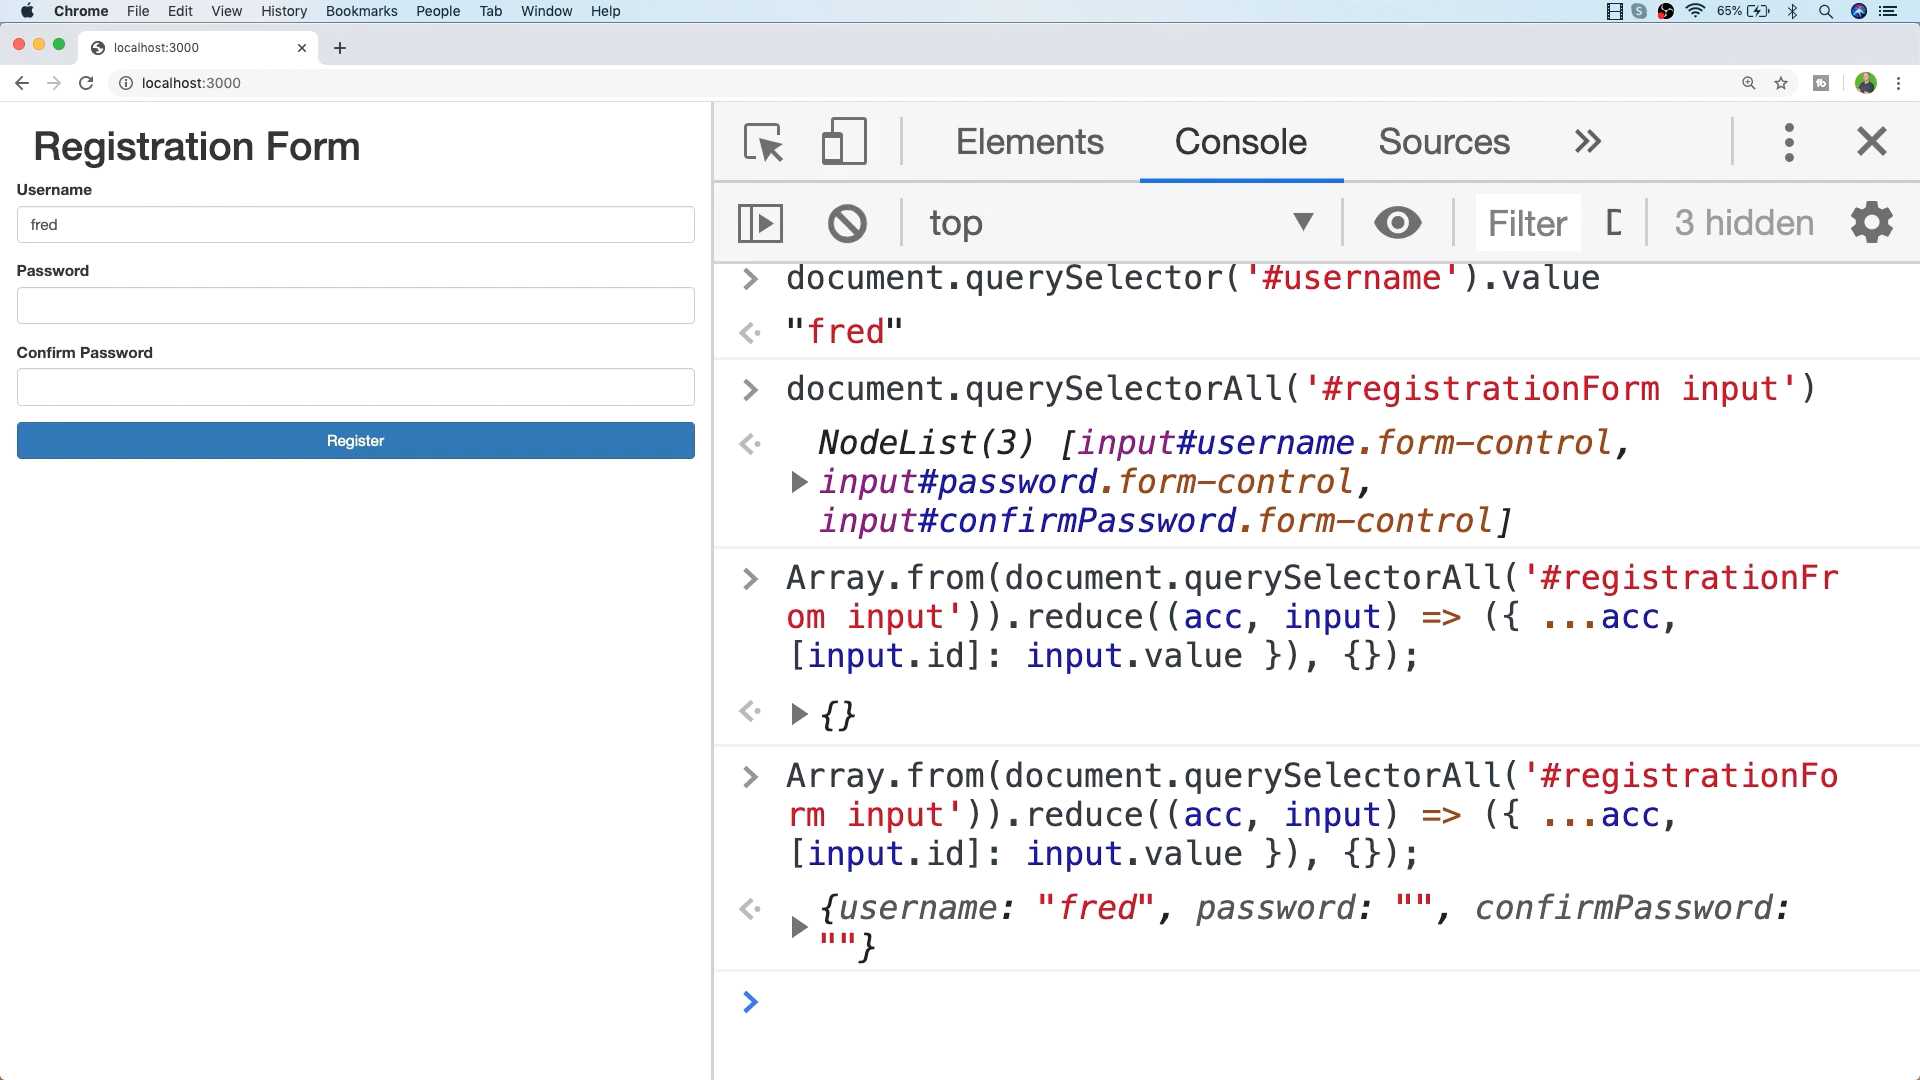 Chrome File Edit View History Bookmarks People Tab Window Help 65%
localhost:3000
localhost:3000
Registration Form
Username
fred
Password
Confirm Password
Register
Elements Console Sources
top Filter 3 hidden
> document.querySelector('#username').value
"fred"
> document.querySelectorAll('#registrationForm input')
NodeList(3) [input#username.form-control,
input#password.form-control,
input#confirmPassword.form-control]
> Array.from(document.querySelectorAll('#registrationFr
om input')).reduce((acc, input) => ({ ...acc,
[input.id]: input.value }), {});
{}
> Array.from(document.querySelectorAll('#registrationFo
rm input')).reduce((acc, input) => ({ ...acc,
[input.id]: input.value }), {});
{username: "fred", password: "", confirmPassword:
""}
>